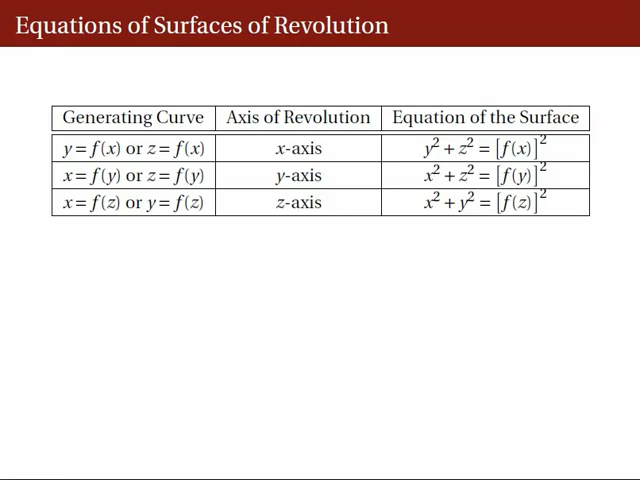 Equations of Surfaces of Revolution
Generating Curve Axis of Revolution Equation of the Surface
y = f(x) or z = f(x) x-axis y² + z² = [f(x)]²
x = f(y) or z = f(y) y-axis x² + z² = [f(y)]²
x = f(z) or y = f(z) z-axis x² + y² = [f(z)]²